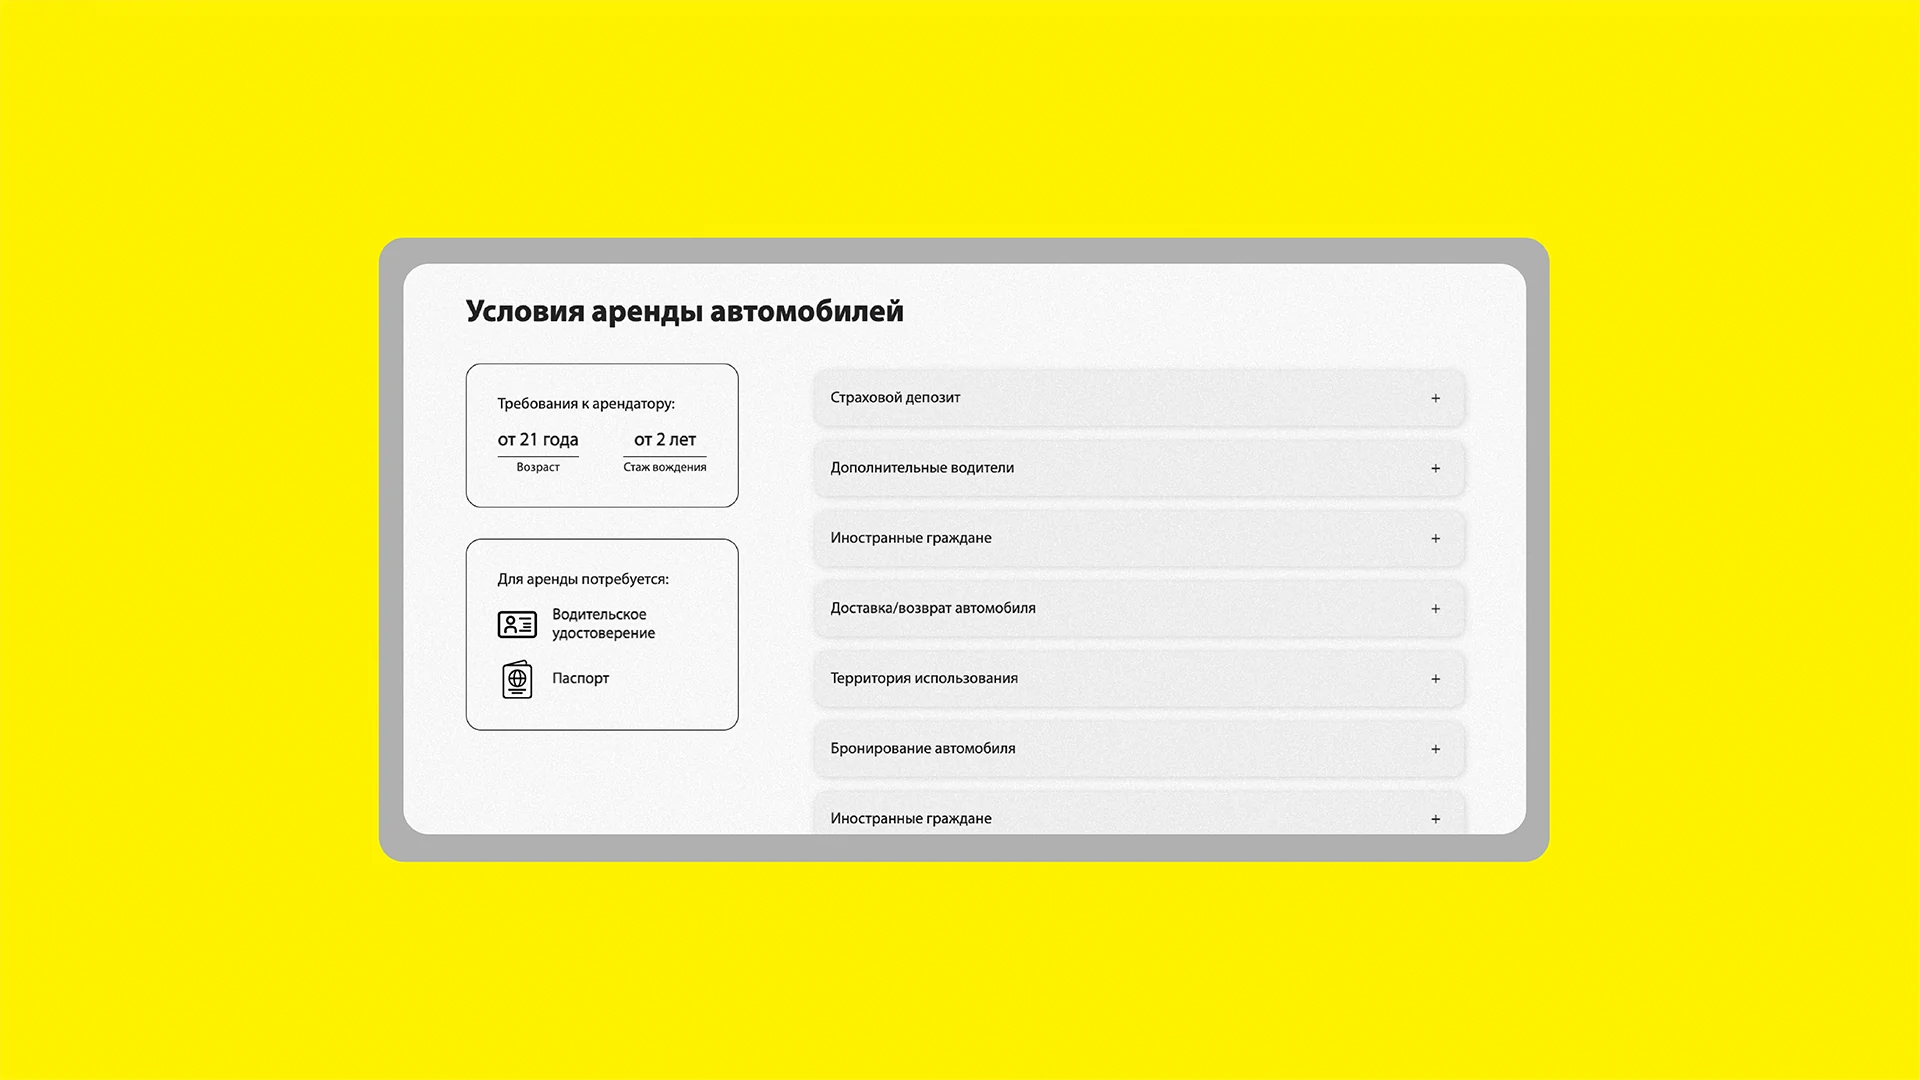 Условия аренды автомобилей
Требования к арендатору:
от 21 года
Возраст
от 2 лет
Стаж вождения
Для аренды потребуется:
Водительское
удостоверение
Паспорт
Страховой депозит +
Дополнительные водители +
Иностранные граждане +
Доставка/возврат автомобиля +
Территория использования +
Бронирование автомобиля +
Иностранные граждане +